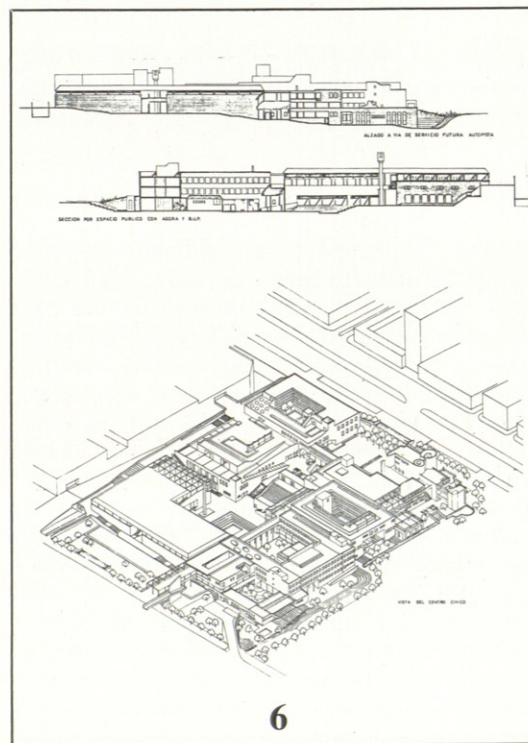 ALZADO A VIA DE SERVICIO FUTURA AUTOPISTA
SECCION POR ESPACIO PUBLICO CON AGORA Y B.U.P.
VISTA DEL CENTRO CIVICO
6